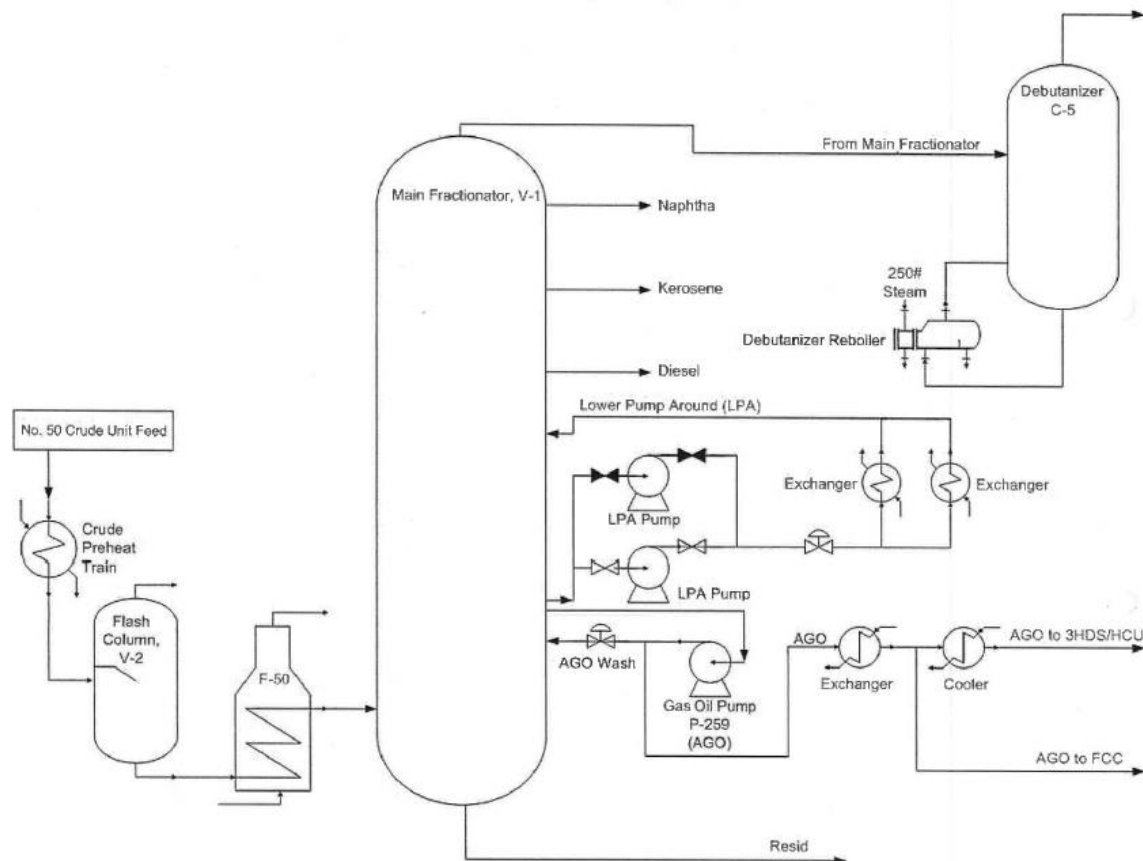 Debutanizer
C-5
From Main Fractionator
Main Fractionator, V-1
Naphtha
250#
Steam
Kerosene
Debutanizer Reboiler
Diesel
Lower Pump Around (LPA)
No. 50 Crude Unit Feed
Exchanger
Exchanger
LPA Pump
Crude
Preheat
Train
LPA Pump
Flash
Column,
V-2
AGO
AGO to 3HDS/HCU
AGO Wash
F-50
Exchanger
Cooler
Gas Oil Pump
P-259
(AGO)
AGO to FCC
Resid